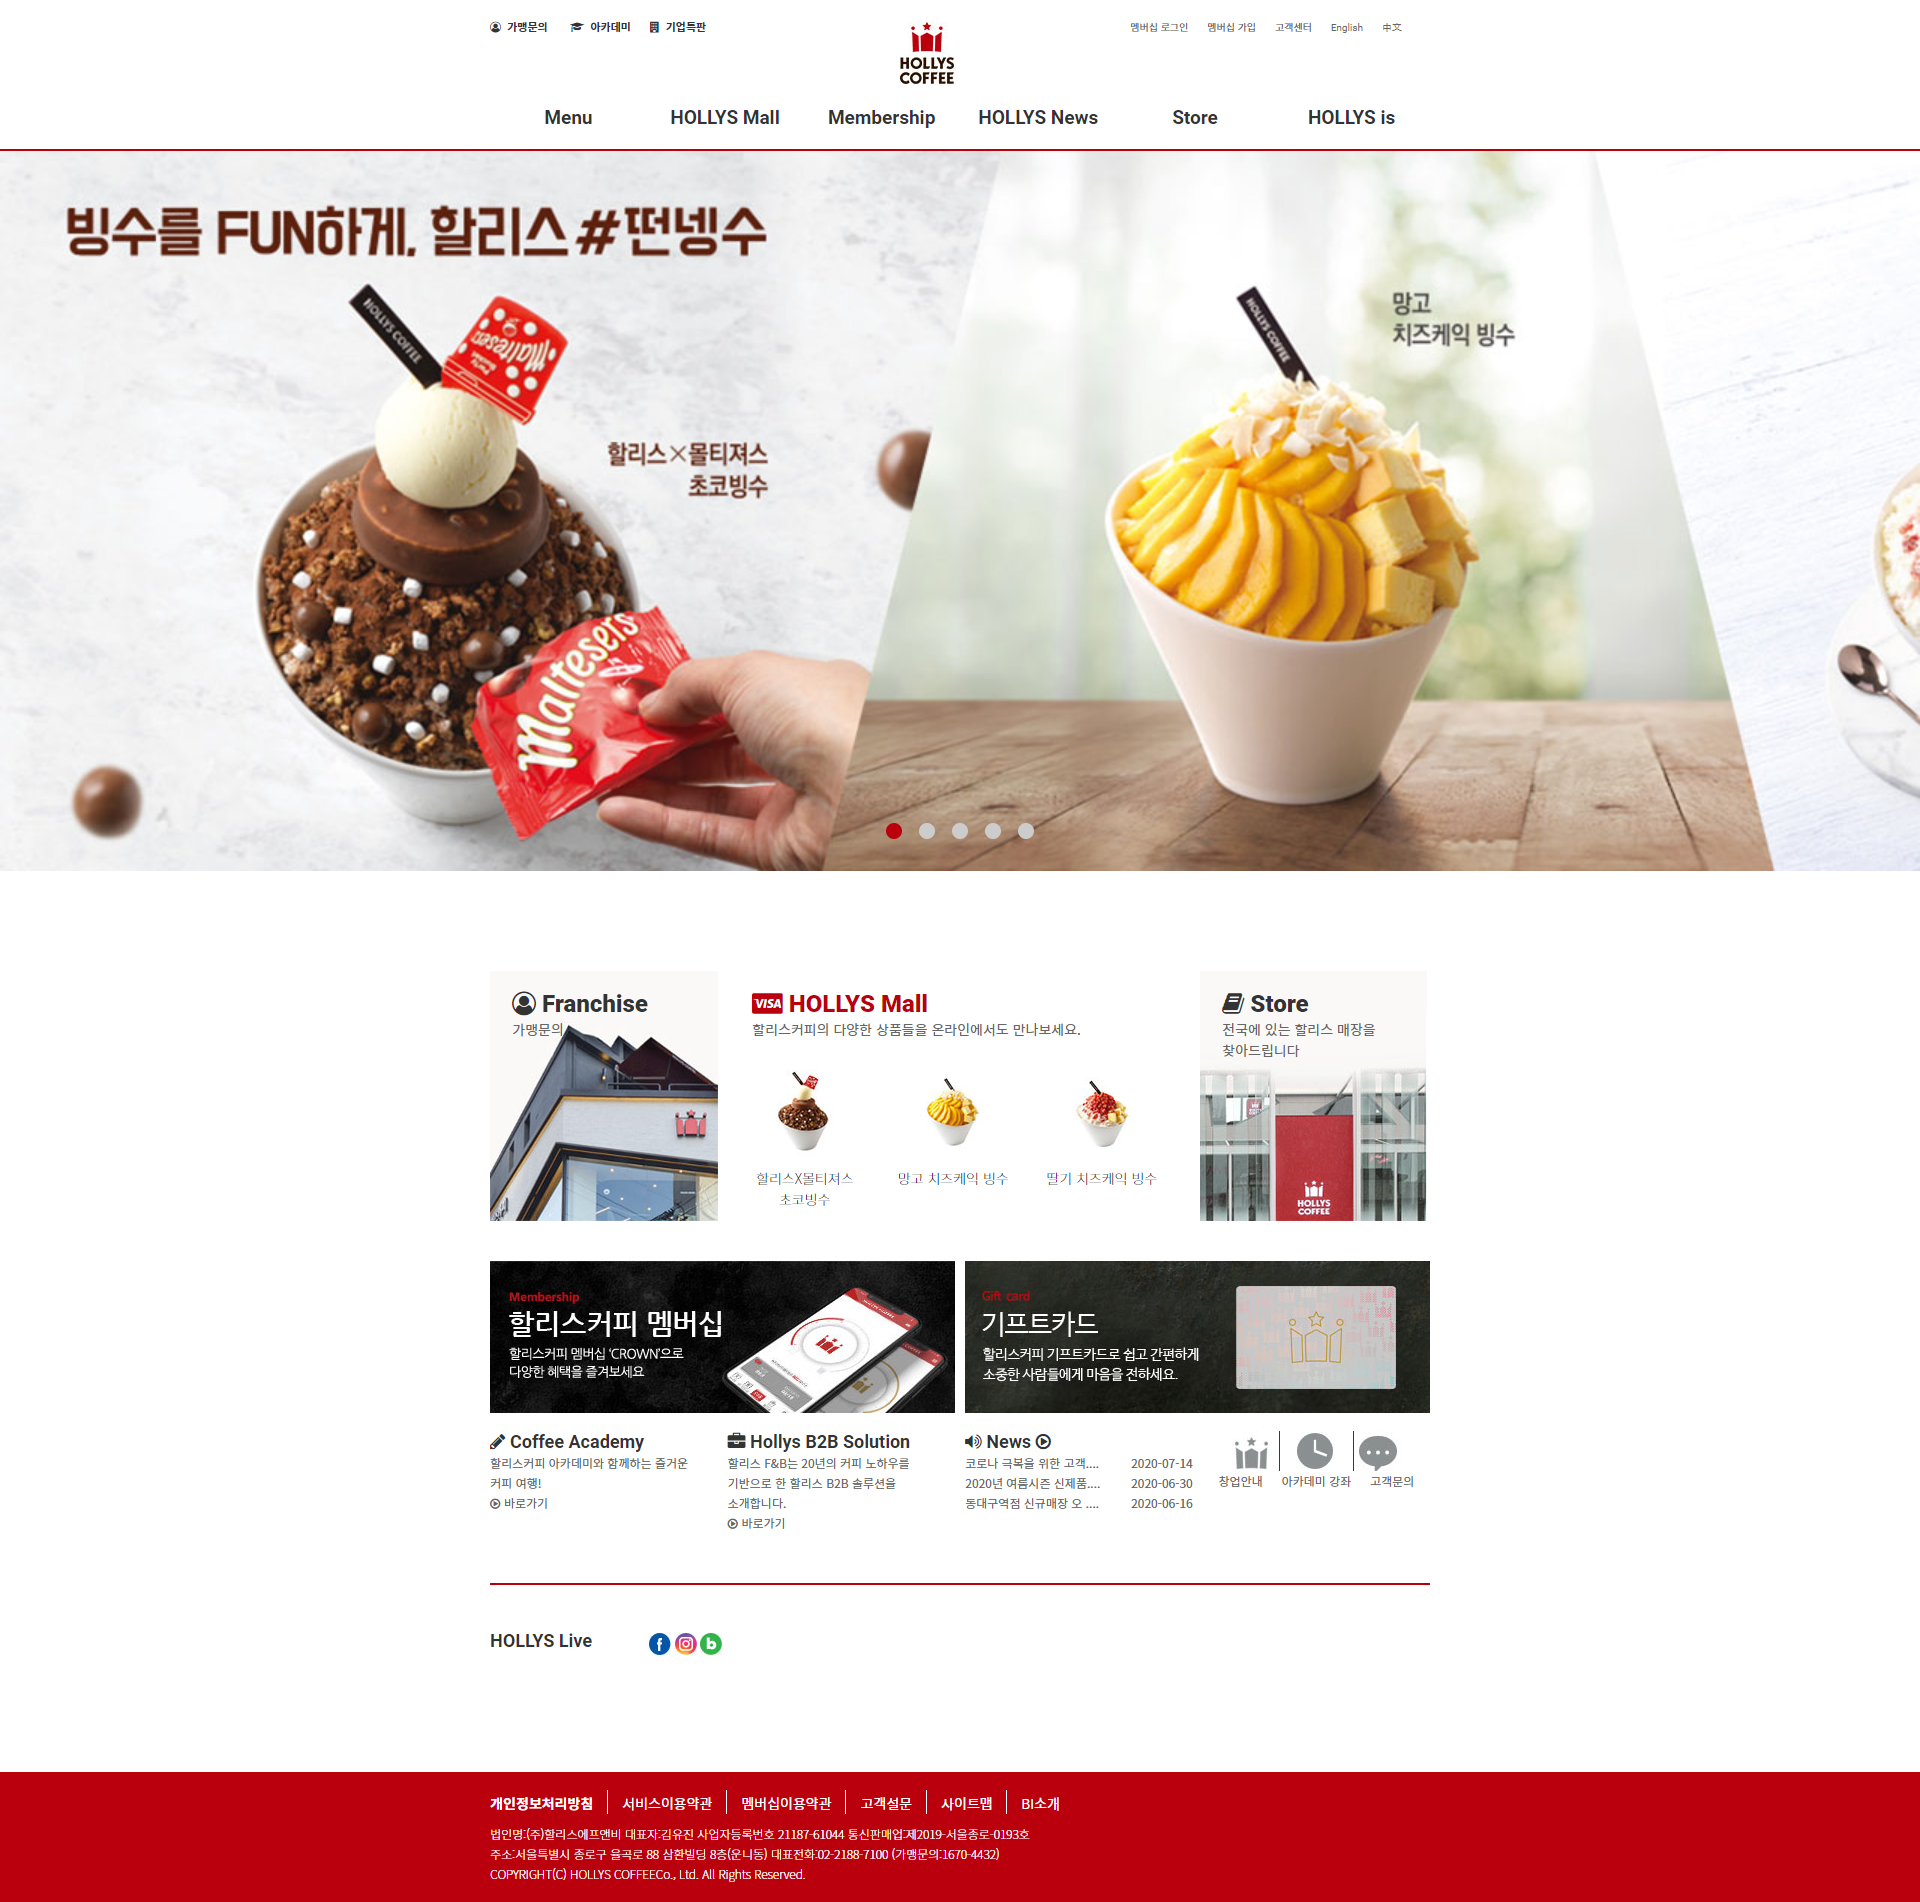 가맹문의 아카데미 기업특판
멤버십 로그인 멤버십 가입 고객센터 English 中文
HOLLYS
COFFEE
Menu HOLLYS Mall Membership HOLLYS News Store HOLLYS is
빙수를 FUN하게, 할리스#떤넹수
HOLLYS COFFEE
Maltesers
할리스×몰티져스
초코빙수
Maltesers
HOLLYS COFFEE
망고
치즈케익 빙수
Franchise
가맹문의
VISA HOLLYS Mall
할리스커피의 다양한 상품들을 온라인에서도 만나보세요.
할리스X몰티져스
초코빙수
망고 치즈케익 빙수
딸기 치즈케익 빙수
Store
전국에 있는 할리스 매장을
찾아드립니다
HOLLYS
COFFEE
Membership
할리스커피 멤버십
할리스커피 멤버십 ‘CROWN’으로
다양한 혜택을 즐겨보세요
Gift card
기프트카드
할리스커피 기프트카드로 쉽고 간편하게
소중한 사람들에게 마음을 전하세요.
Coffee Academy
할리스커피 아카데미와 함께하는 즐거운
커피 여행!
바로가기
Hollys B2B Solution
할리스 F&B는 20년의 커피 노하우를
기반으로 한 할리스 B2B 솔루션을
소개합니다.
바로가기
News
코로나 극복을 위한 고객.... 2020-07-14
2020년 여름시즌 신제품.... 2020-06-30
동대구역점 신규매장 오 .... 2020-06-16
창업안내 아카데미 강좌 고객문의
HOLLYS Live
개인정보처리방침 서비스이용약관 멤버십이용약관 고객설문 사이트맵 BI소개
법인명:(주)할리스에프앤비 대표자:김유진 사업자등록번호 21187-61044 통신판매업:제2019-서울종로-0193호
주소:서울특별시 종로구 율곡로 88 삼환빌딩 8층(운니동) 대표전화:02-2188-7100 (가맹문의:1670-4432)
COPYRIGHT(C) HOLLYS COFFEECo., Ltd. All Rights Reserved.